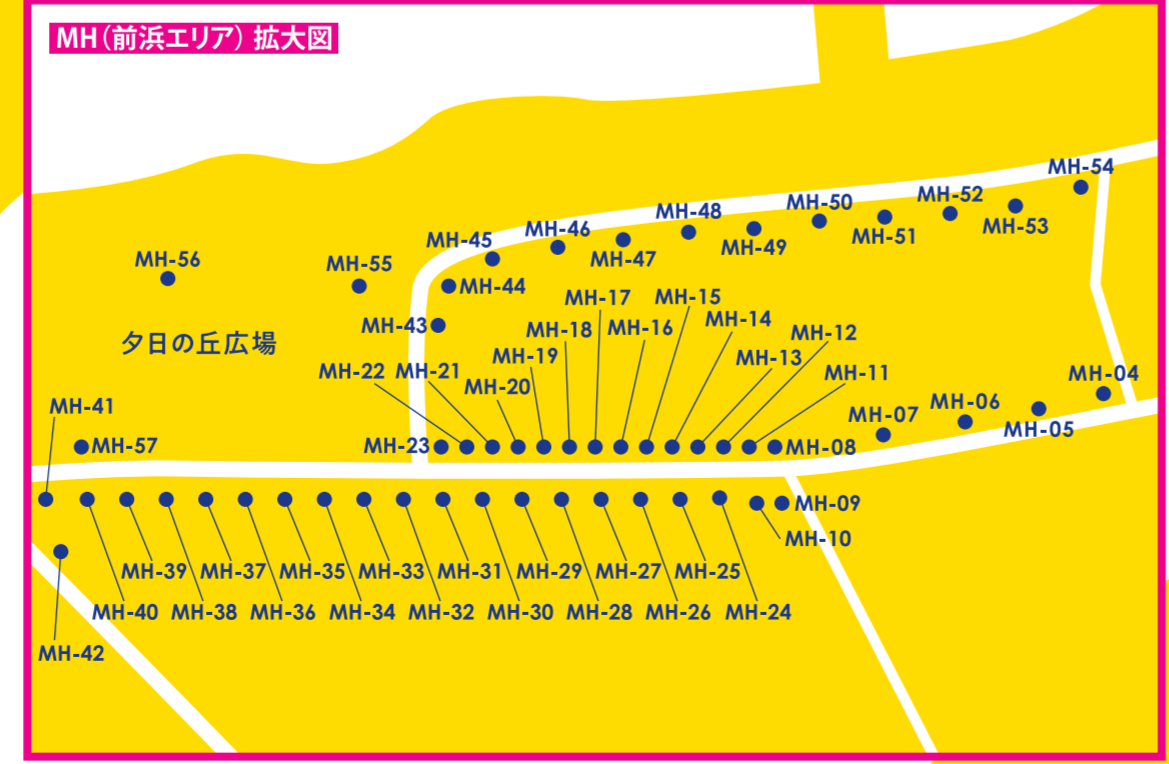 MH（前浜エリア）拡大図
MH-54
MH-52
MH-50
MH-53
MH-48
MH-51
MH-46
MH-49
MH-45
MH-47
MH-56
MH-55
MH-44
MH-17
MH-15
MH-43
MH-18
MH-16
MH-14
MH-12
夕日の丘広場
MH-19
MH-13
MH-22
MH-21
MH-20
MH-11
MH-04
MH-41
MH-06
MH-07
MH-05
MH-57
MH-23
MH-08
MH-09
MH-10
MH-39
MH-37
MH-35
MH-33
MH-31
MH-29
MH-27
MH-25
MH-40
MH-38
MH-36
MH-34
MH-32
MH-30
MH-28
MH-26
MH-24
MH-42